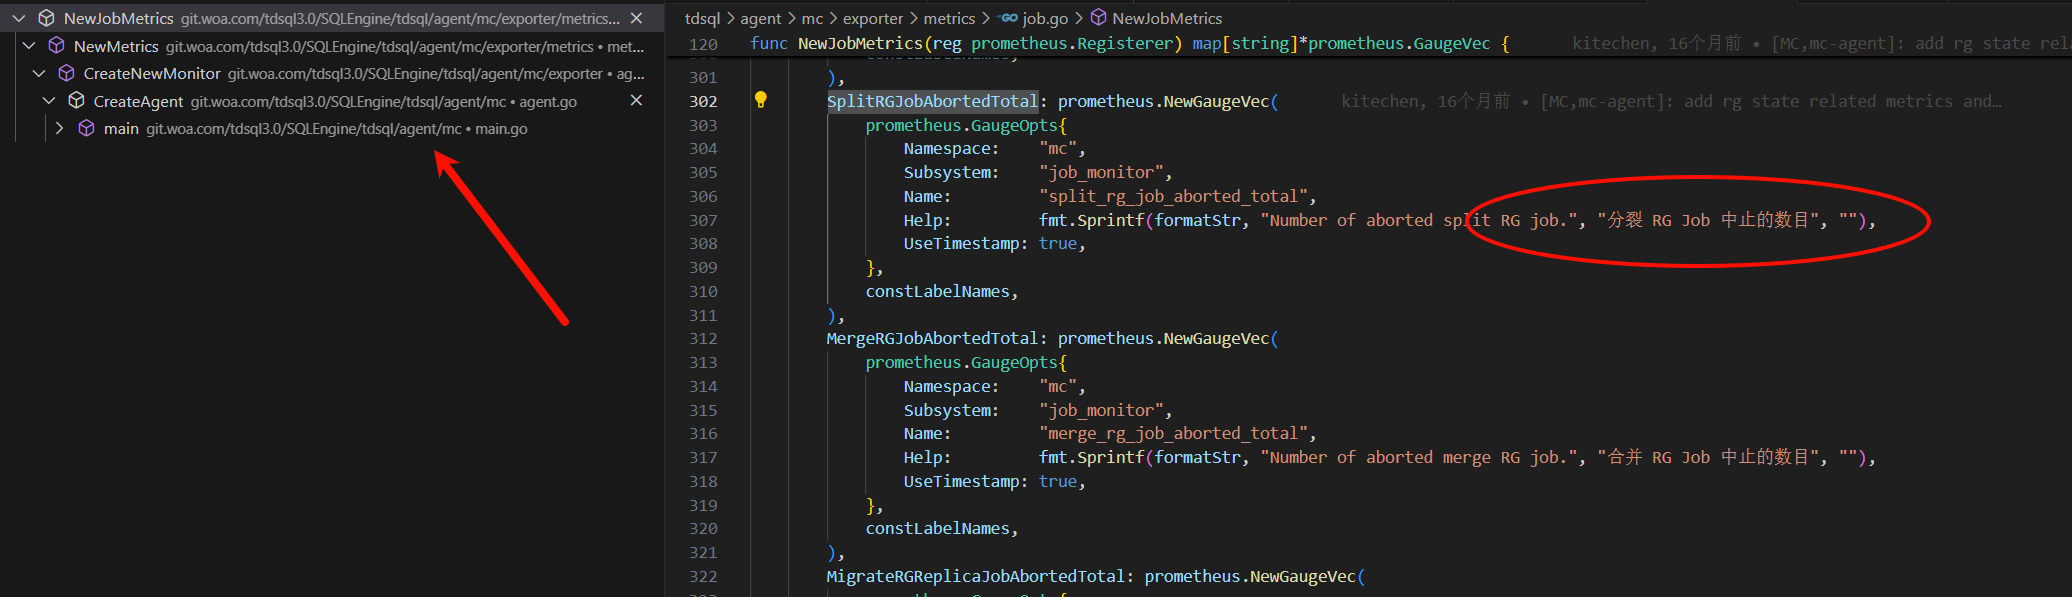 NewJobMetrics git.woa.com/tdsql3.0/SQLEngine/tdsql/agent/mc/exporter/metrics...
NewMetrics git.woa.com/tdsql3.0/SQLEngine/tdsql/agent/mc/exporter/metrics • met...
CreateNewMonitor git.woa.com/tdsql3.0/SQLEngine/tdsql/agent/mc/exporter • ag...
CreateAgent git.woa.com/tdsql3.0/SQLEngine/tdsql/agent/mc • agent.go
main git.woa.com/tdsql3.0/SQLEngine/tdsql/agent/mc • main.go
tdsql > agent > mc > exporter > metrics > job.go > NewJobMetrics
120 func NewJobMetrics(reg prometheus.Registerer) map[string]*prometheus.GaugeVec { kitechen, 16个月前 • [MC,mc-agent]: add rg state rela
301 ),
302 SplitRGJobAbortedTotal: prometheus.NewGaugeVec( kitechen, 16个月前 • [MC,mc-agent]: add rg state related metrics and…
303 prometheus.GaugeOpts{
304 Namespace: "mc",
305 Subsystem: "job_monitor",
306 Name: "split_rg_job_aborted_total",
307 Help: fmt.Sprintf(formatStr, "Number of aborted split RG job.", "分裂 RG Job 中止的数目", ""),
308 UseTimestamp: true,
309 },
310 constLabelNames,
311 ),
312 MergeRGJobAbortedTotal: prometheus.NewGaugeVec(
313 prometheus.GaugeOpts{
314 Namespace: "mc",
315 Subsystem: "job_monitor",
316 Name: "merge_rg_job_aborted_total",
317 Help: fmt.Sprintf(formatStr, "Number of aborted merge RG job.", "合并 RG Job 中止的数目", ""),
318 UseTimestamp: true,
319 },
320 constLabelNames,
321 ),
322 MigrateRGReplicaJobAbortedTotal: prometheus.NewGaugeVec(